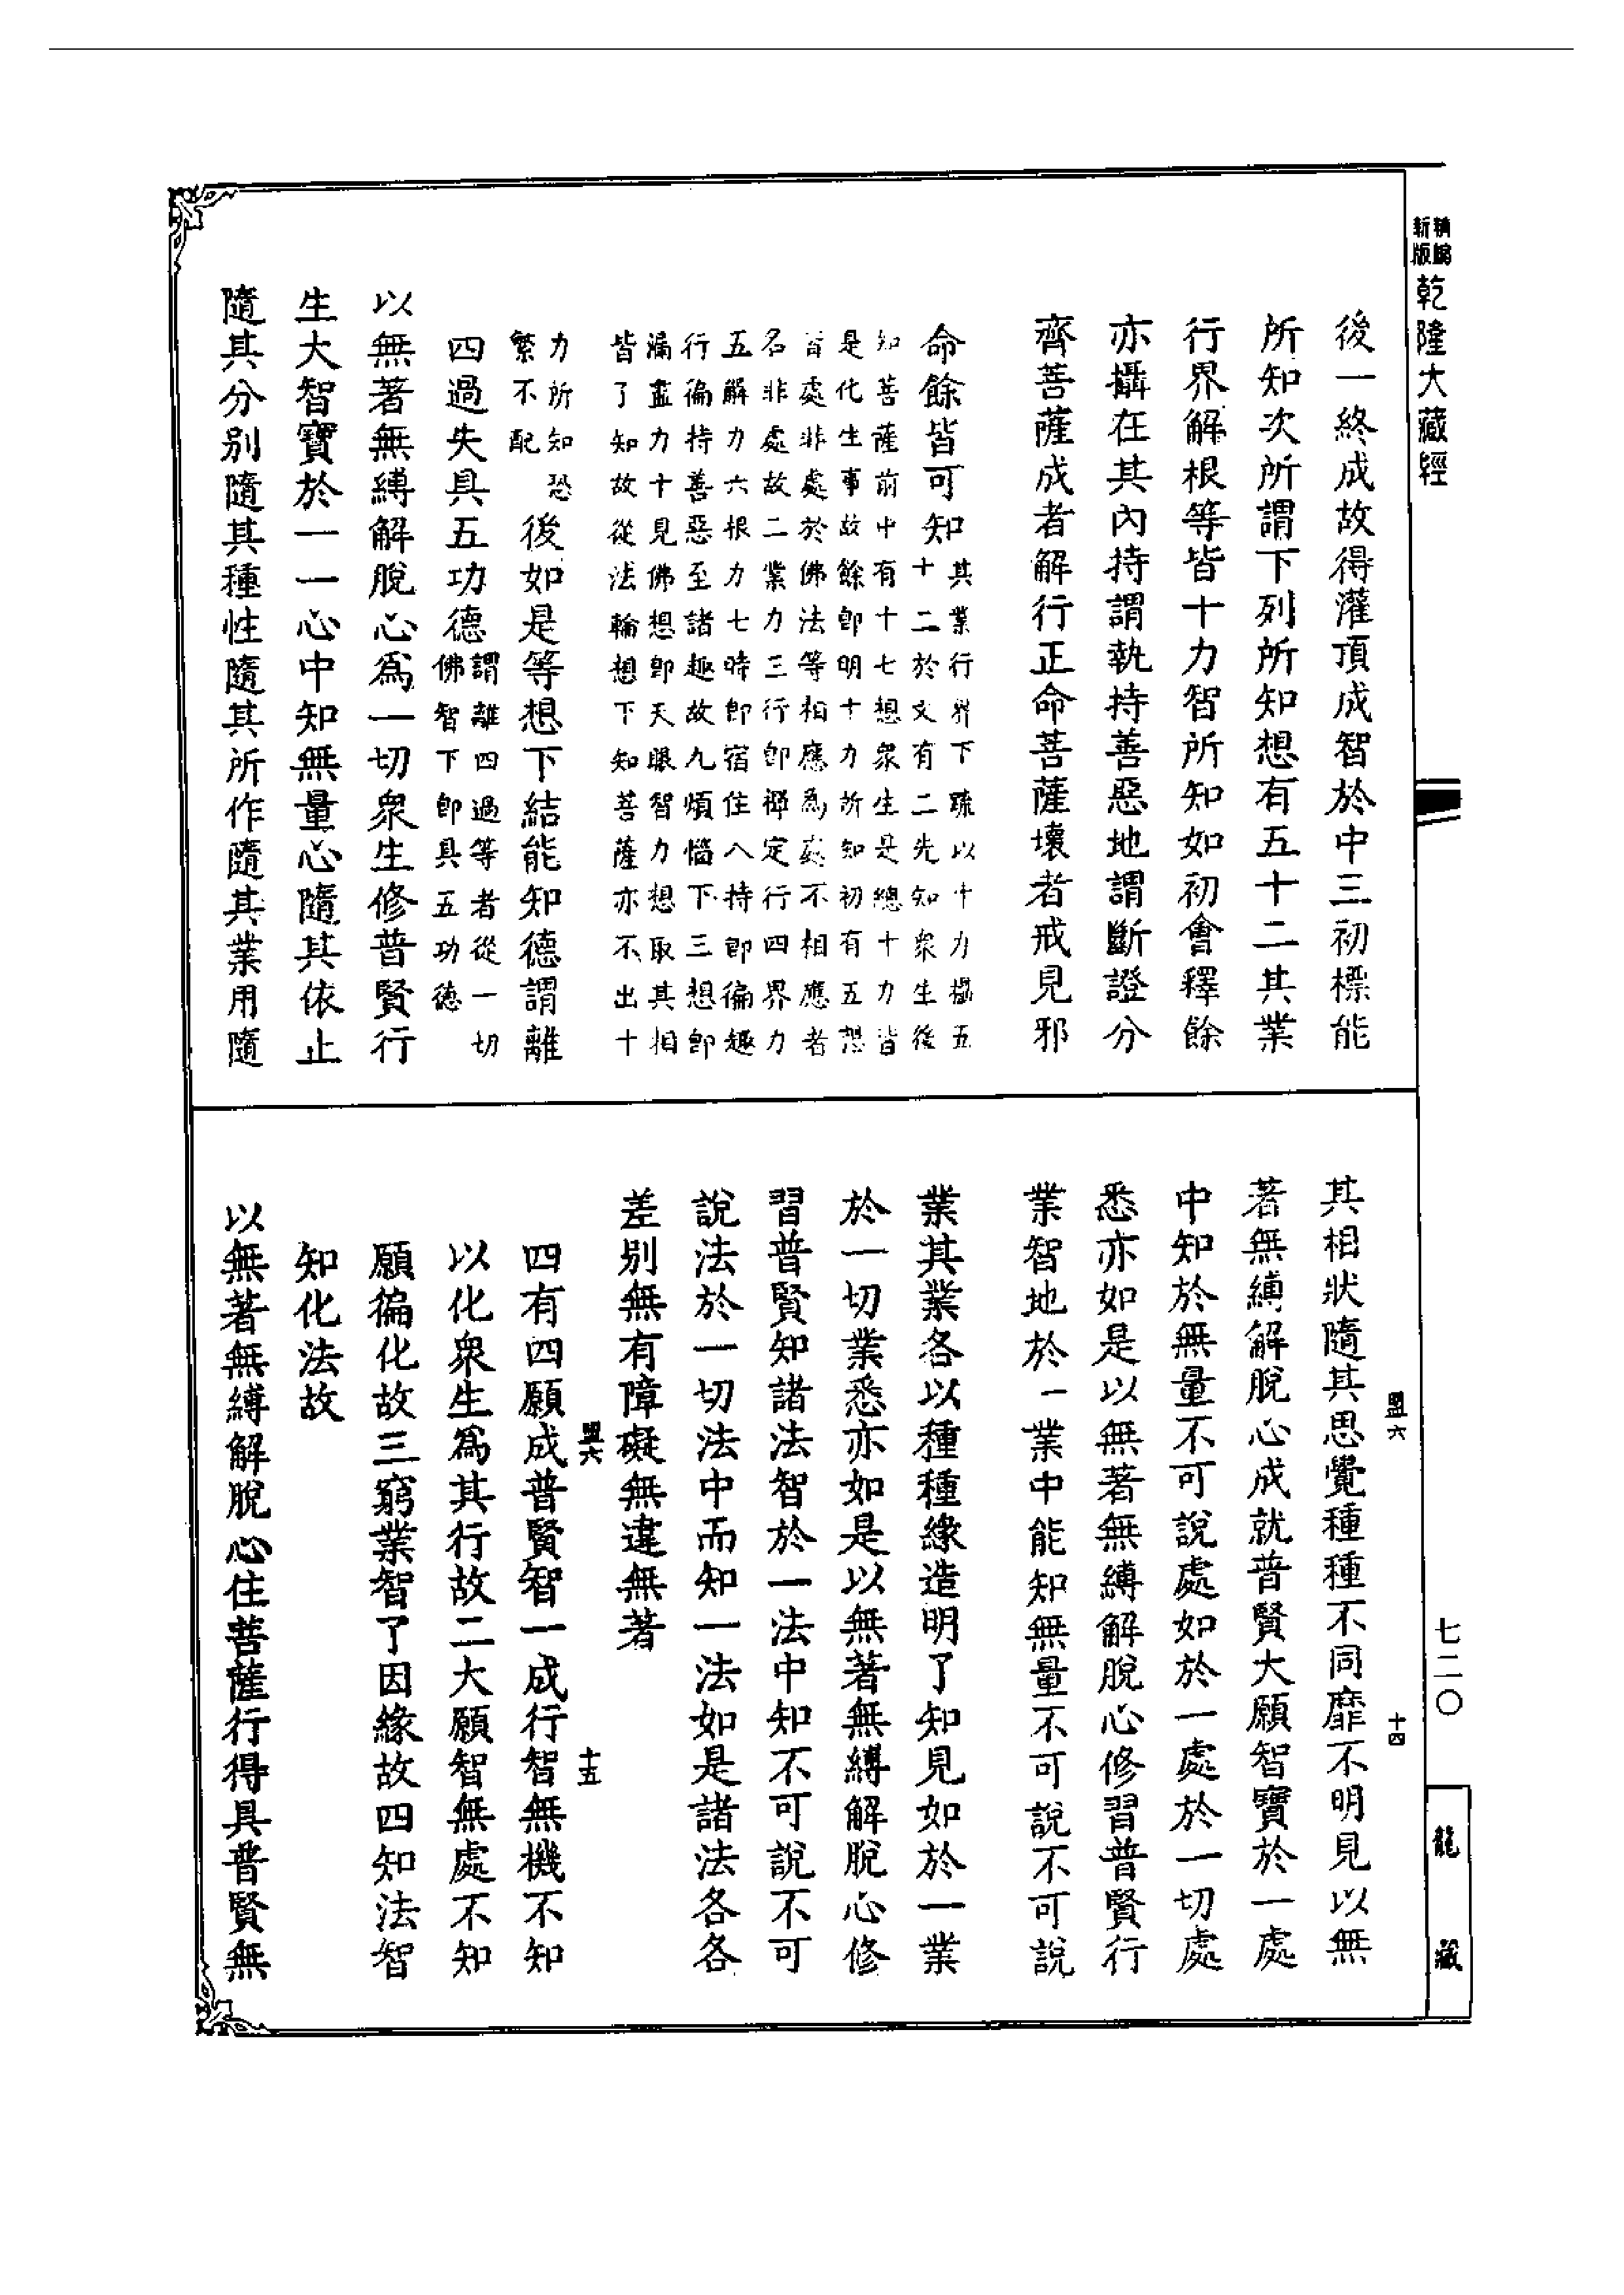 新版精編
乾隆大藏經
七二〇
龍藏
後一終成故得灌頂成智於中三初標能
所知次所謂下列所知想有五十二其業
行界解根等皆十力智所知如初會釋餘
亦攝在其內持謂執持善惡地謂斷證分
齊菩薩成者解行正命菩薩壞者戒見邪
命餘皆可知
其業行界下疏以十力攝五
十二於文有二先知眾生後
知菩薩前中有十七想眾生是總十力皆
是化生事故餘即明十力所知初有五想
皆處非處於佛法等相應為處不相應者
名非處故二業力三行即禪定行四界力
五解力六根力七時即宿住八持即徧趣
行徧持善惡至諸趣故九煩惱下三想即
漏盡力十見佛想即天眼智力想取其相
皆了知故從法輪想下知菩薩亦不出十
力所知恐
繁不配
後如是等想下結能知德謂離
四過失具五功德
謂離四過等者從一切
佛智下即具五功德
以無著無縛解脫心為一切眾生修普賢行
生大智寶於一一心中知無量心隨其依止
隨其分別隨其種性隨其所作隨其業用隨
其相狀隨其思覺種種不同靡不明見以無
著無縛解脫心成就普賢大願智寶於一處
中知於無量不可說處如於一處於一切處
悉亦如是以無著無縛解脫心修習普賢行
業智地於一業中能知無量不可說不可說
業其業各以種種緣造明了知見如於一業
於一切業悉亦如是以無著無縛解脫心修
習普賢知諸法智於一法中知不可說不可
說法於一切法中而知一法如是諸法各各
差別無有障礙無違無著
四有四願成普賢智一成行智無機不知
以化眾生為其行故二大願智無處不知
願徧化故三窮業智了因緣故四知法智
知化法故
以無著無縛解脫心住菩薩行得具普賢無
盟六
十四
盟六
十五